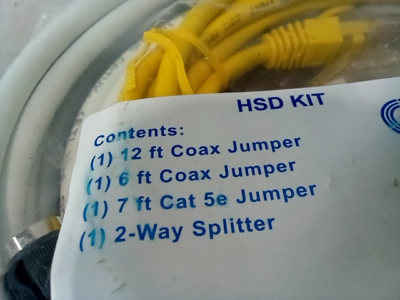 HSD KIT
Contents:
(1) 12 ft Coax Jumper
(1) 6 ft Coax Jumper
(1) 7 ft Cat 5e Jumper
(1) 2-Way Splitter